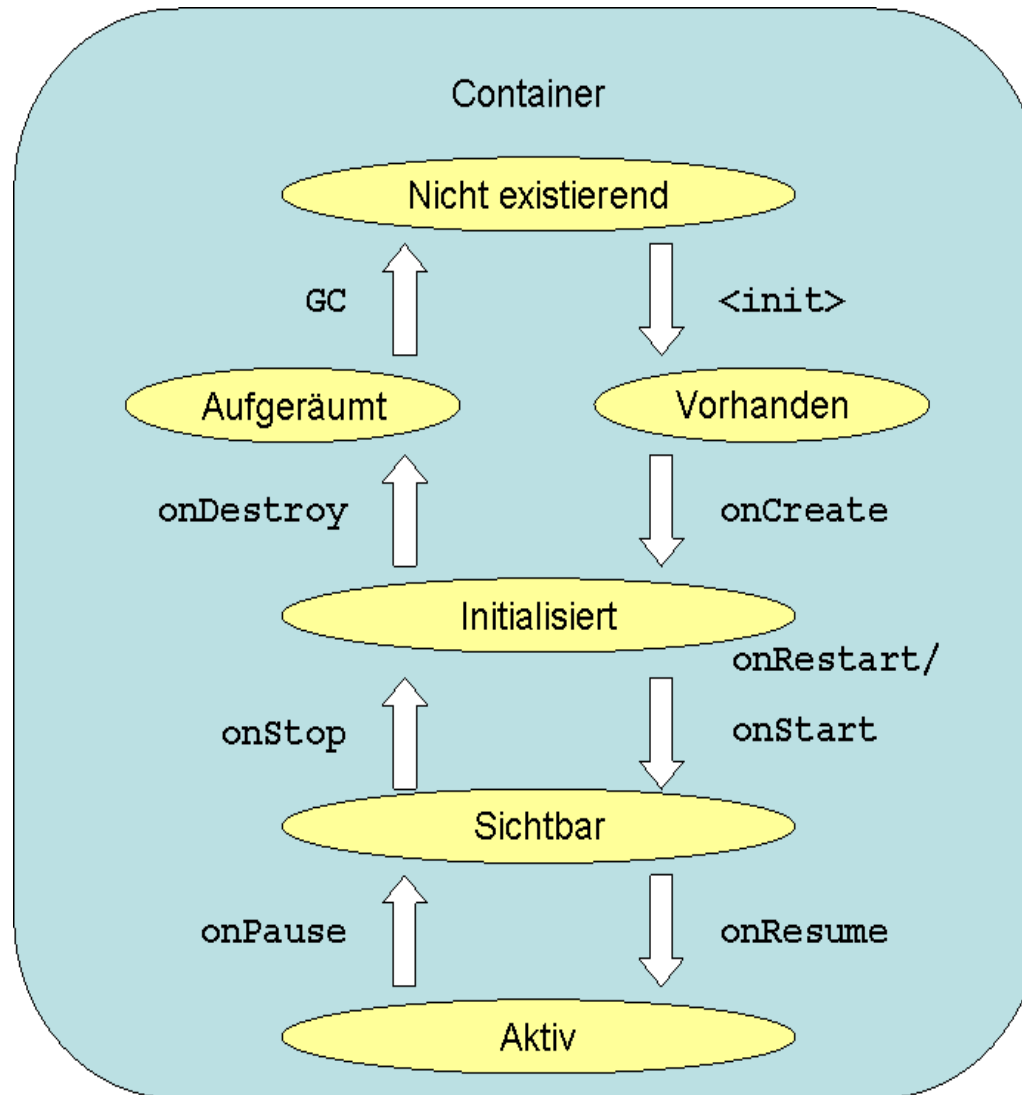 Container
Nicht existierend
GC
<init>
Aufgeräumt
Vorhanden
onDestroy
onCreate
Initialisiert
onRestart/
onStop
onStart
Sichtbar
onPause
onResume
Aktiv